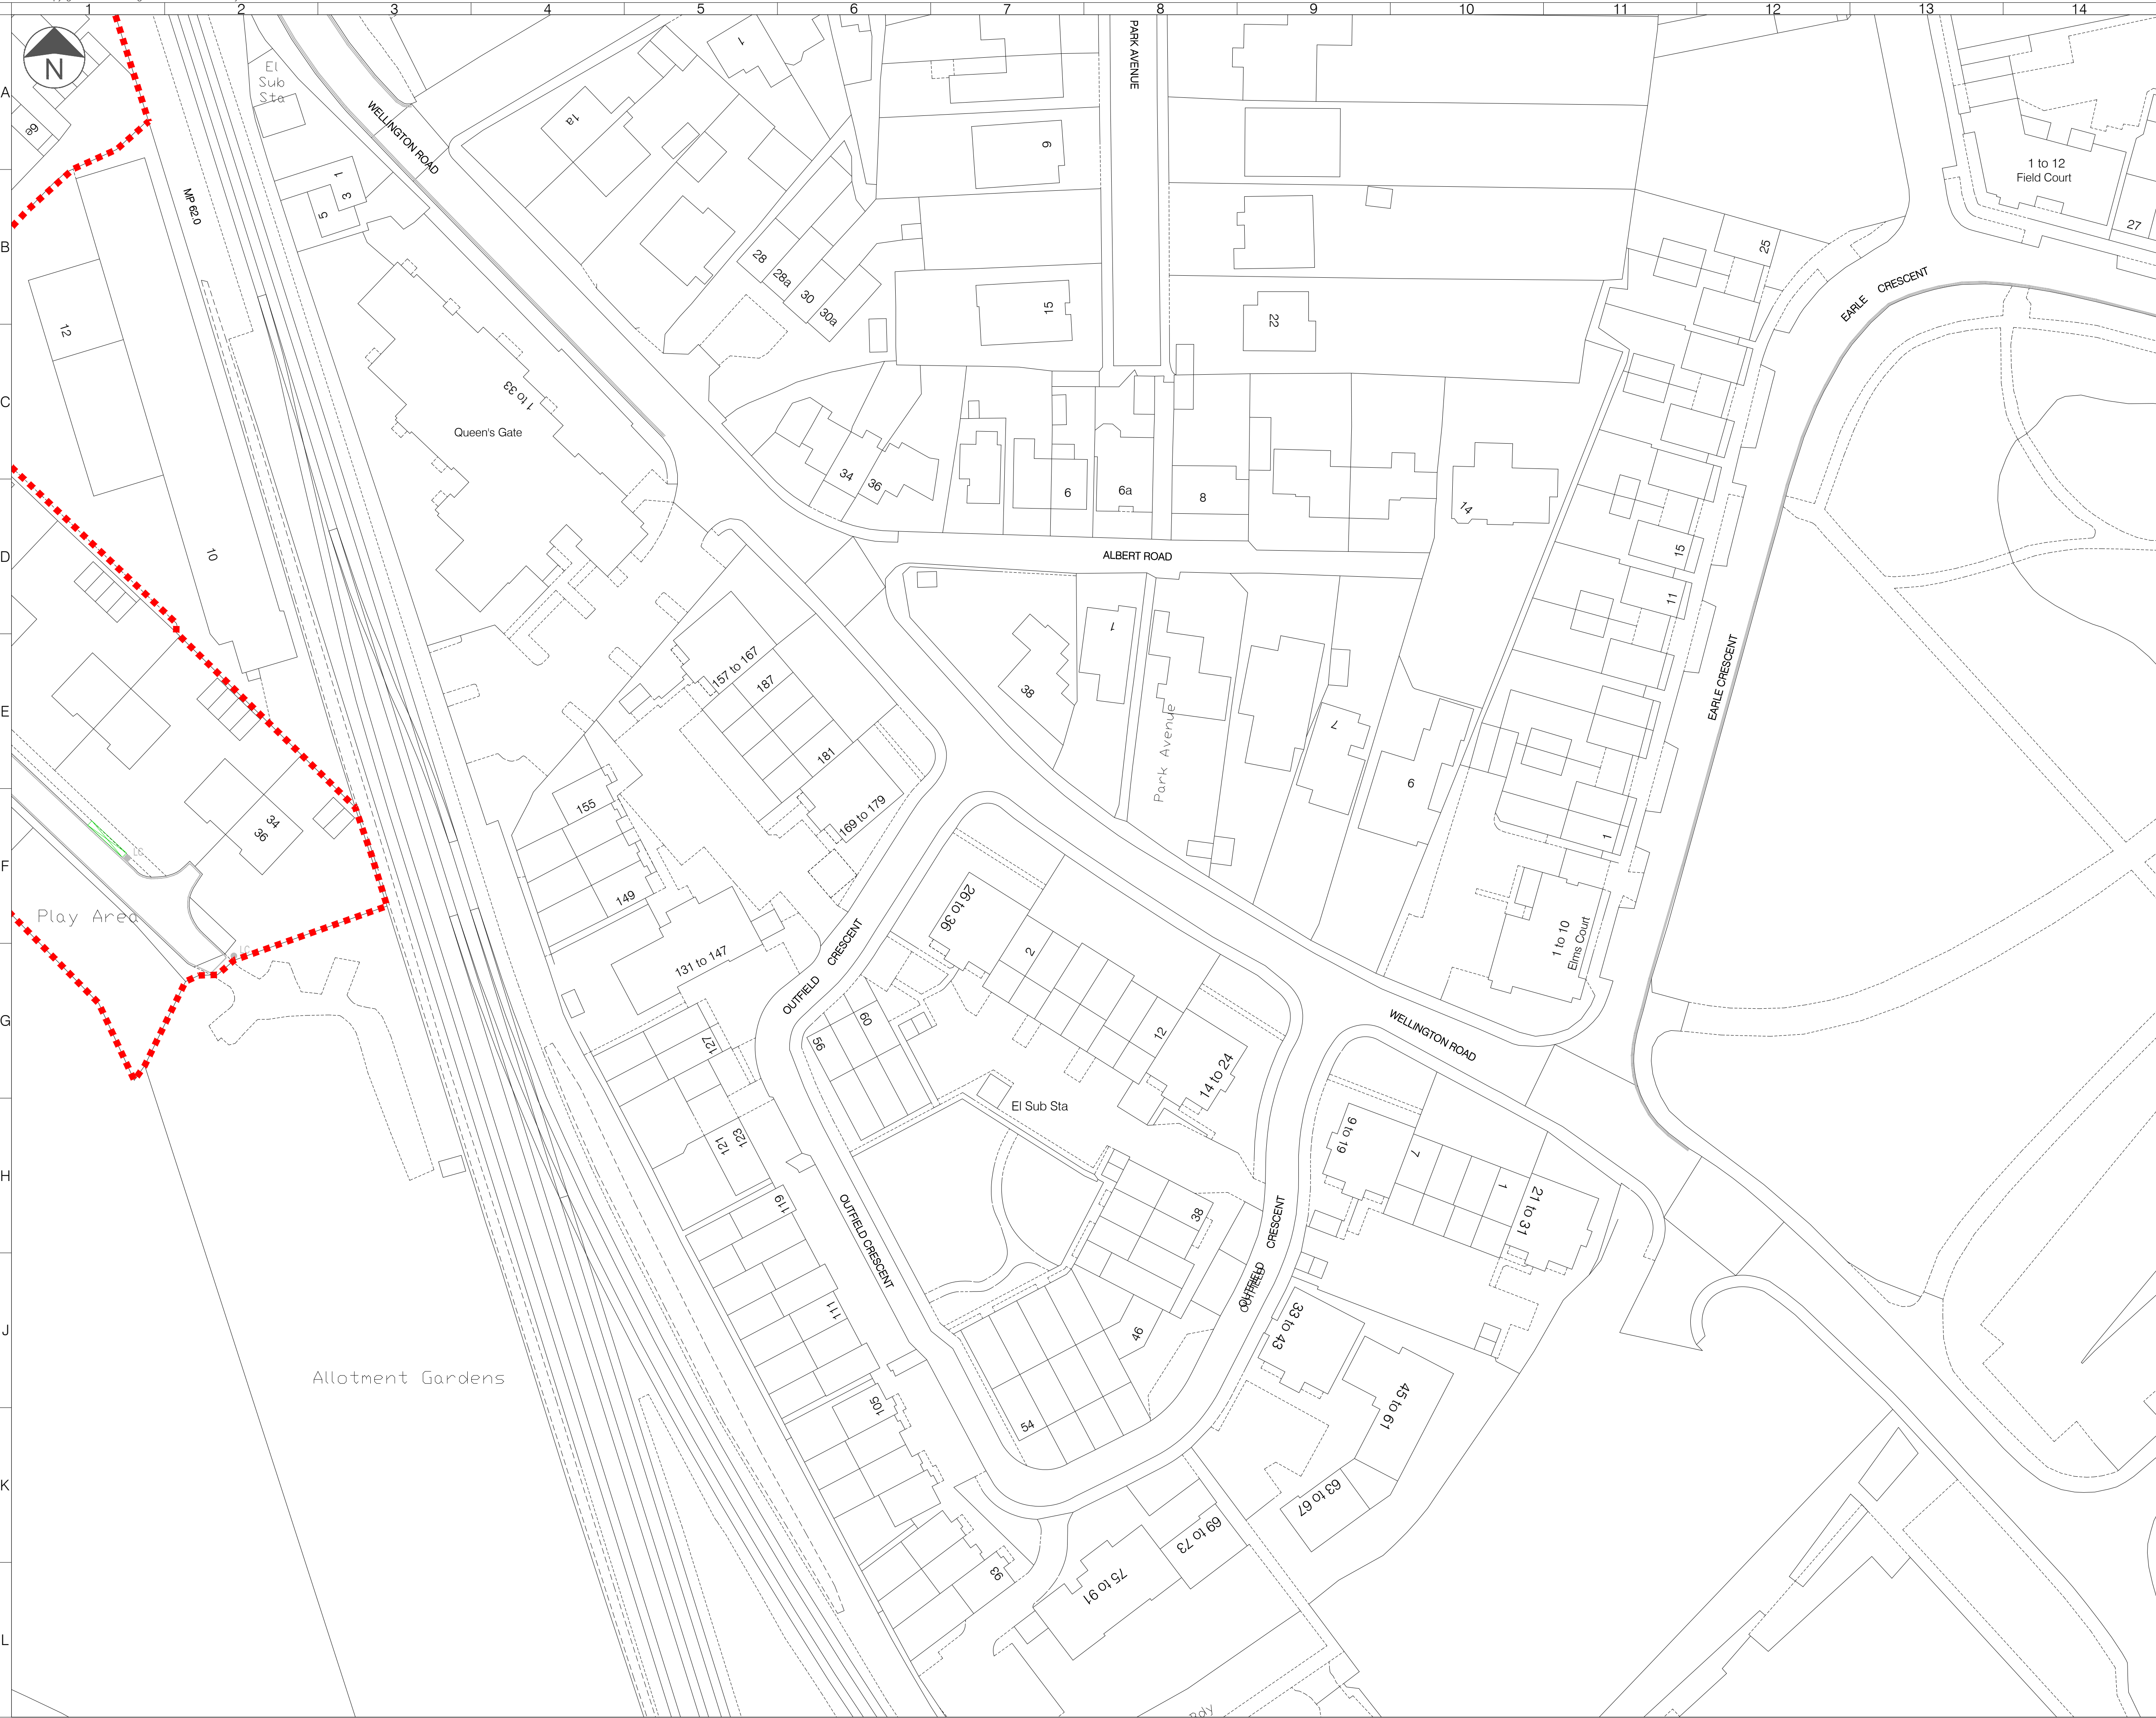 1 2 3 4 5 6 7 8 9 10 11 12 13 14
A
B
C
D
E
F
G
H
J
K
L
N
6a
El
Sub
Sta
WELLINGTON ROAD
1a
1
9
PARK AVENUE
1 to 12
Field Court
27
MP 62.0
1
3
5
12
10
28
28a
30
30a
15
22
25
EARLE CRESCENT
1 to 33
Queen's Gate
34
36
6
6a
8
14
ALBERT ROAD
15
11
EARLE CRESCENT
157 to 167
187
181
169 to 179
38
1
Park Avenue
7
9
1
155
149
131 to 147
34
36
LC
Play Area
LC
OUTFIELD CRESCENT
26 to 36
2
12
14 to 24
1 to 10
Elms Court
WELLINGTON ROAD
127
123
121
56
60
El Sub Sta
9 to 19
7
1
21 to 31
119
OUTFIELD CRESCENT
38
OUTFIELD CRESCENT
OUTFIELD
111
46
33 to 43
Allotment Gardens
105
54
45 to 61
63 to 67
69 to 73
75 to 91
93
Bdy